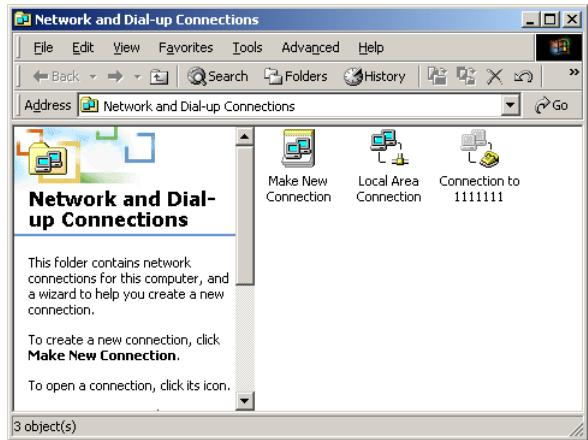 Network and Dial-up Connections
File Edit View Favorites Tools Advanced Help
Back Search Folders History »
Address Network and Dial-up Connections Go
Network and Dial-
up Connections
This folder contains network
connections for this computer, and
a wizard to help you create a new
connection.
To create a new connection, click
Make New Connection.
To open a connection, click its icon.
Make New
Connection
Local Area
Connection
Connection to
1111111
3 object(s)